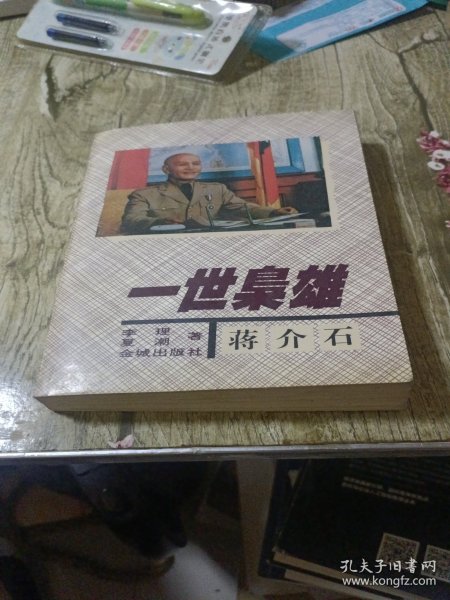 一世梟雄
李理
夏潮
著
金城出版社
蒋介石
孔夫子旧书网
www.kongfz.com